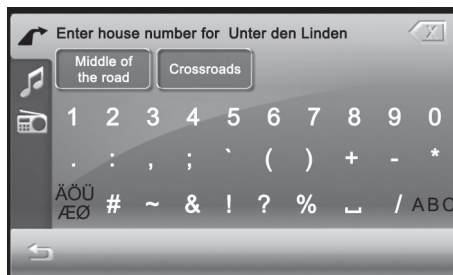 Enter house number for Unter den Linden
Middle of
the road
Crossroads
1 2 3 4 5 6 7 8 9 0
. : , ; ` ( ) + - *
ÄÖÜ
ÆØ
# ~ & ! ? % ⎵ / ABC